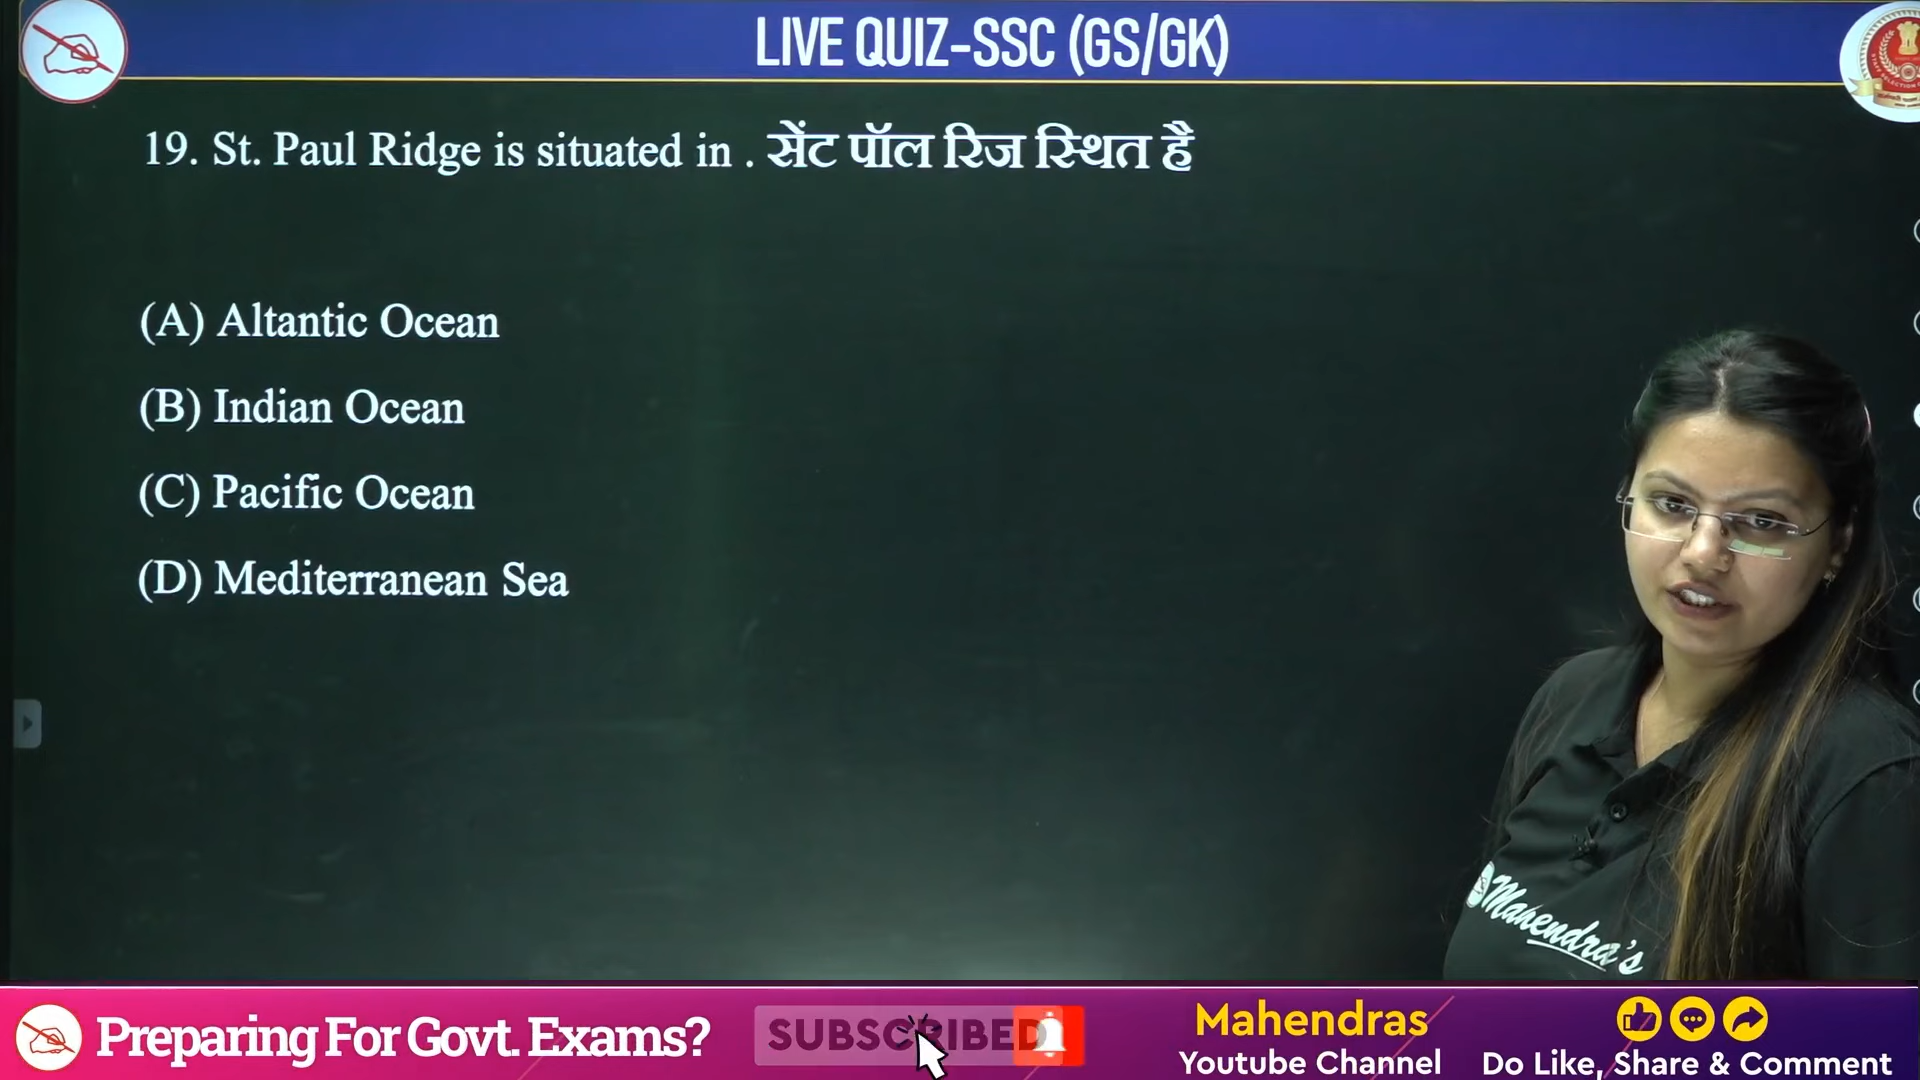 LIVE QUIZ-SSC (GS/GK)
19. St. Paul Ridge is situated in . सेंट पॉल रिज स्थित है
(A) Altantic Ocean
(B) Indian Ocean
(C) Pacific Ocean
(D) Mediterranean Sea
Mahendra's
Preparing For Govt. Exams?
SUBSCRIBED
Mahendras
Youtube Channel
Do Like, Share & Comment